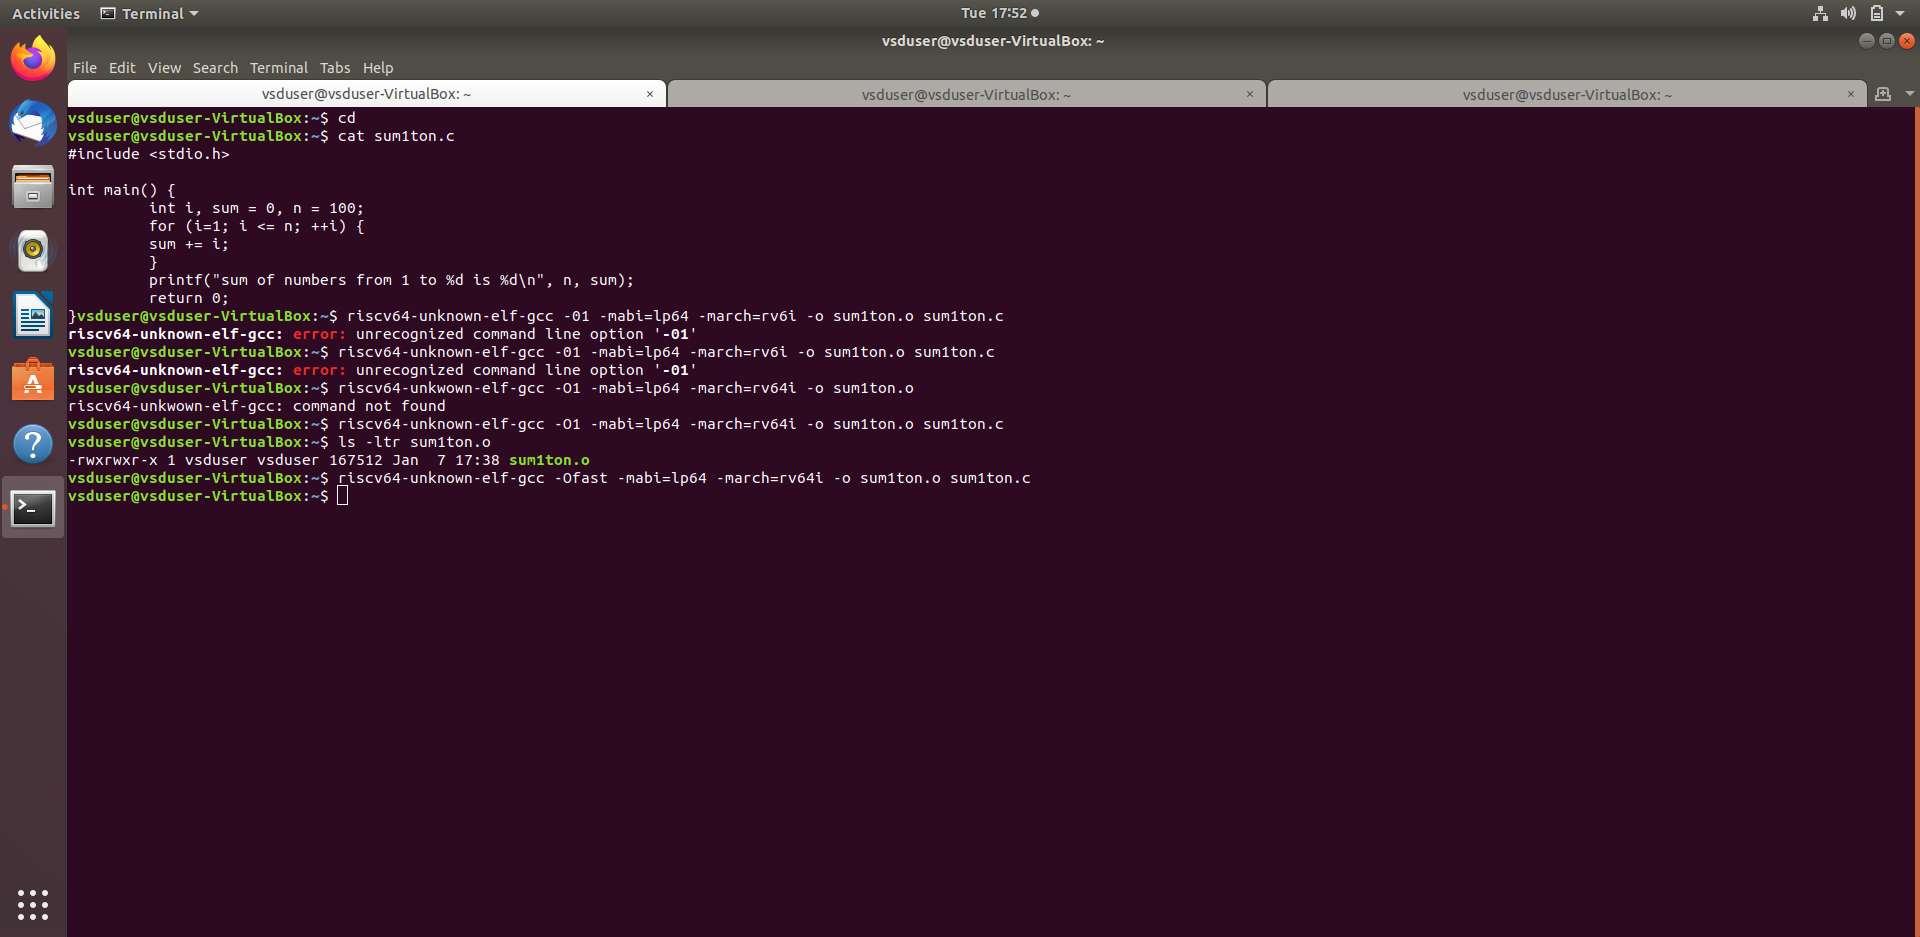 Activities Terminal Tue 17:52
vsduser@vsduser-VirtualBox: ~
File Edit View Search Terminal Tabs Help
vsduser@vsduser-VirtualBox: ~ × vsduser@vsduser-VirtualBox: ~ × vsduser@vsduser-VirtualBox: ~ ×
vsduser@vsduser-VirtualBox:~$ cd
vsduser@vsduser-VirtualBox:~$ cat sum1ton.c
#include <stdio.h>
int main() {
int i, sum = 0, n = 100;
for (i=1; i <= n; ++i) {
sum += i;
}
printf("sum of numbers from 1 to %d is %d\n", n, sum);
return 0;
}vsduser@vsduser-VirtualBox:~$ riscv64-unknown-elf-gcc -01 -mabi=lp64 -march=rv6i -o sum1ton.o sum1ton.c
riscv64-unknown-elf-gcc: error: unrecognized command line option '-01'
vsduser@vsduser-VirtualBox:~$ riscv64-unknown-elf-gcc -01 -mabi=lp64 -march=rv6i -o sum1ton.o sum1ton.c
riscv64-unknown-elf-gcc: error: unrecognized command line option '-01'
vsduser@vsduser-VirtualBox:~$ riscv64-unkwown-elf-gcc -O1 -mabi=lp64 -march=rv64i -o sum1ton.o
riscv64-unkwown-elf-gcc: command not found
vsduser@vsduser-VirtualBox:~$ riscv64-unknown-elf-gcc -O1 -mabi=lp64 -march=rv64i -o sum1ton.o sum1ton.c
vsduser@vsduser-VirtualBox:~$ ls -ltr sum1ton.o
-rwxrwxr-x 1 vsduser vsduser 167512 Jan  7 17:38 sum1ton.o
vsduser@vsduser-VirtualBox:~$ riscv64-unknown-elf-gcc -Ofast -mabi=lp64 -march=rv64i -o sum1ton.o sum1ton.c
vsduser@vsduser-VirtualBox:~$